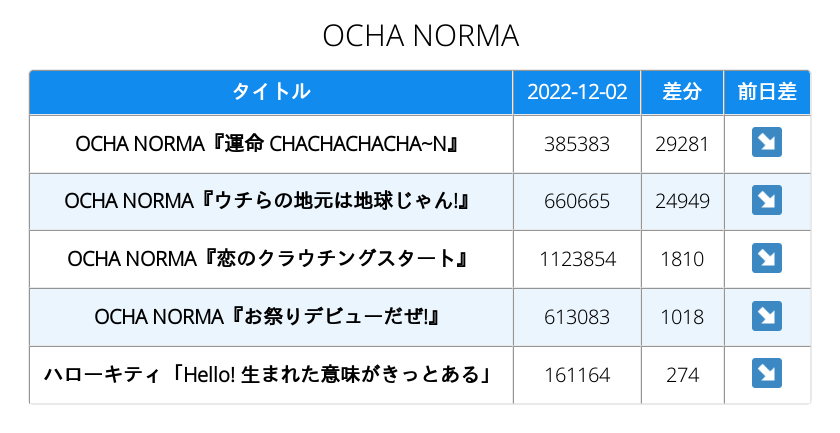 OCHA NORMA
タイトル 2022-12-02 差分 前日差
OCHA NORMA『運命 CHACHACHACHA~N』 385383 29281
OCHA NORMA『ウチらの地元は地球じゃん!』 660665 24949
OCHA NORMA『恋のクラウチングスタート』 1123854 1810
OCHA NORMA『お祭りデビューだぜ!』 613083 1018
ハローキティ「Hello! 生まれた意味がきっとある」 161164 274